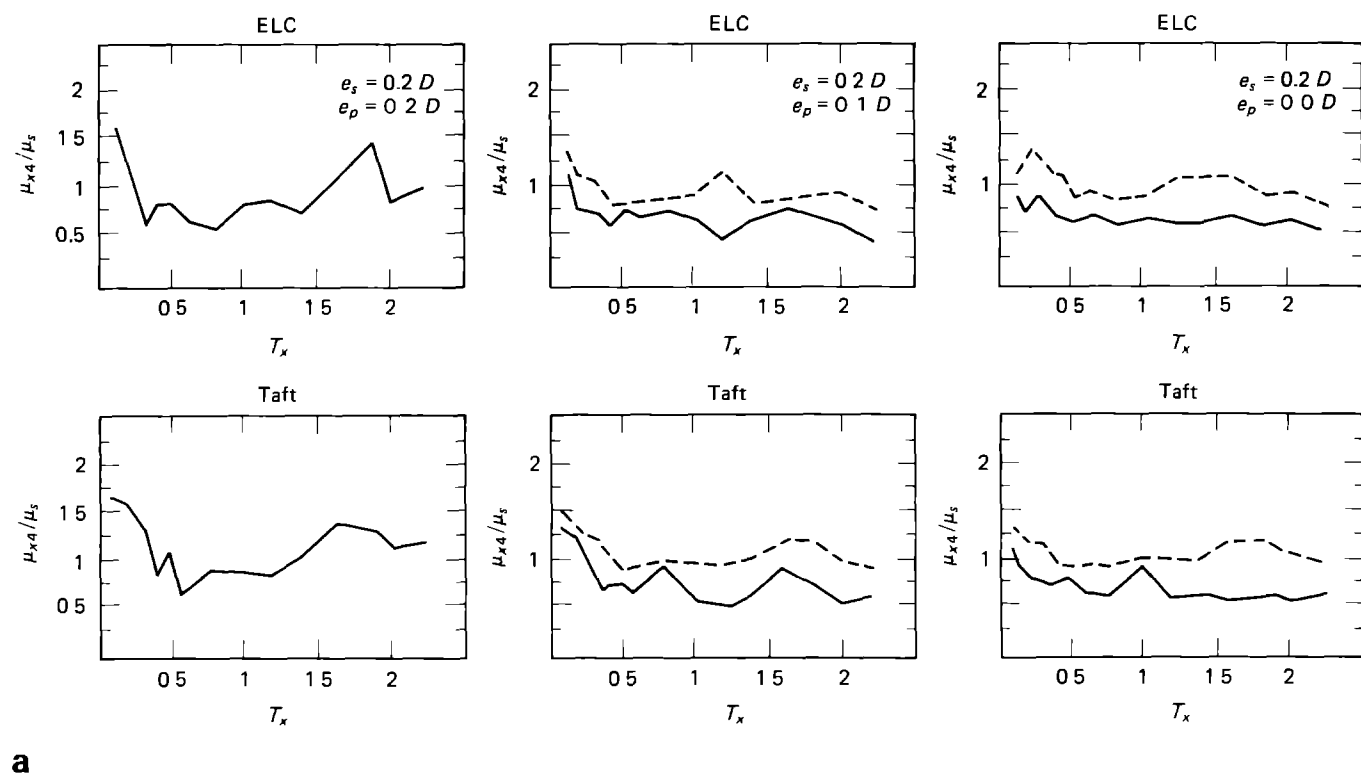 ELC
e_s = 0.2 D
e_p = 0 2 D
2
1 5
1
0.5
μ_x4/μ_s
0 5
1
1 5
2
T_x
ELC
e_s = 0 2 D
e_p = 0 1 D
2
1
μ_x4/μ_s
0 5
1
1 5
2
T_x
ELC
e_s = 0.2 D
e_p = 0 0 D
2
1
μ_x4/μ_s
0 5
1
1 5
2
T_x
Taft
2
1 5
1
0 5
μ_x4/μ_s
0 5
1
1 5
2
T_x
Taft
2
1
μ_x4/μ_s
0 5
1
1 5
2
T_x
Taft
2
1
μ_x4/μ_s
0 5
1
1 5
2
T_x
a